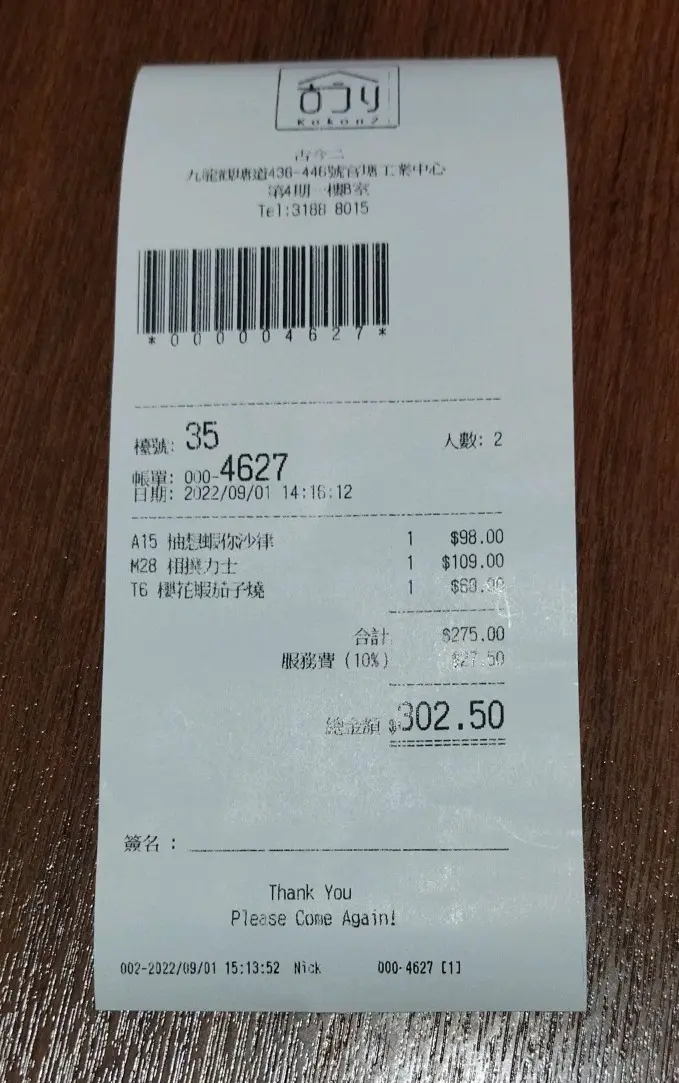 Kokon2
古今二
九龍觀塘道436-446號官塘工業中心
第4期一樓B室
Tel:3188 8015
*000004627*
檯號: 35 人數: 2
帳單: 000-4627
日期: 2022/09/01 14:16:12
A15 抽想蝦你沙律 1 $98.00
M28 相撲力士 1 $109.00
T6 櫻花蝦茄子燒 1
合計 $275.00
服務費 (10%) $27.50
總金額 $302.50
簽名：
Thank You
Please Come Again!
002-2022/09/01 15:13:52 Nick 000-4627 [1]